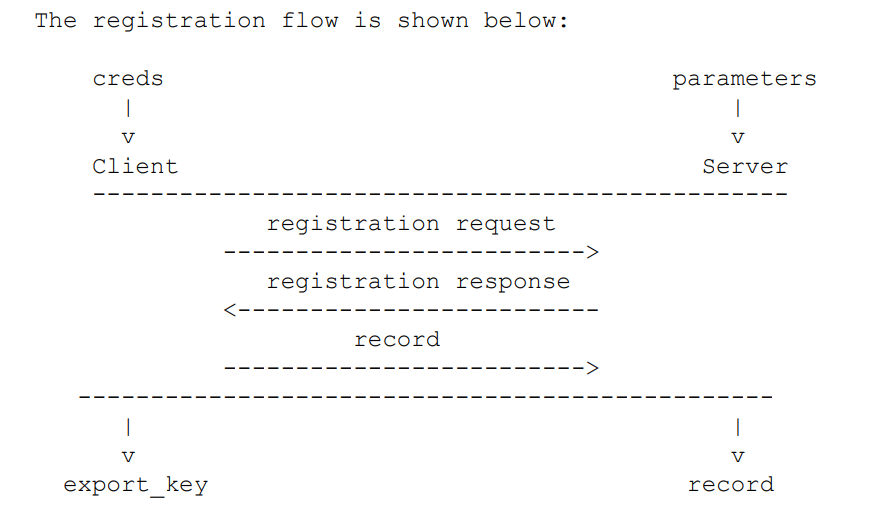 The registration flow is shown below:
creds parameters
| |
v v
Client Server
------------------------------------------------
registration request
------------------------->
registration response
<-------------------------
record
------------------------->
------------------------------------------------
| |
v v
export_key record